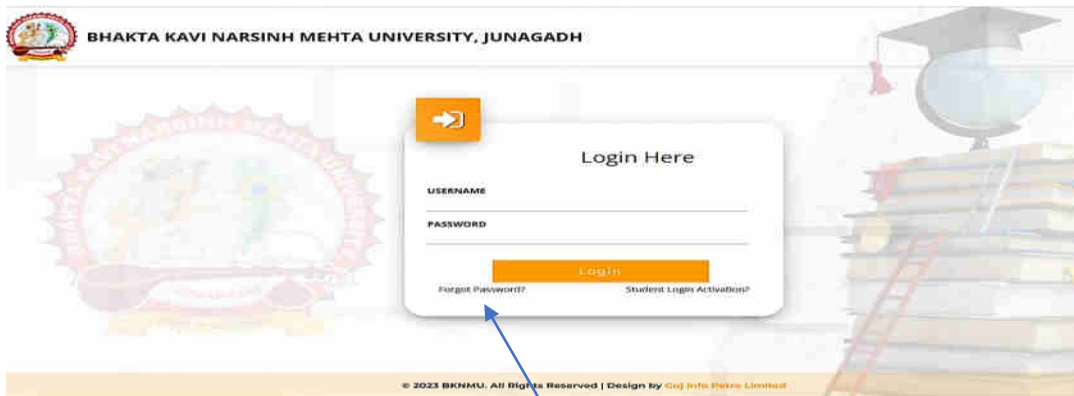 BHAKTA KAVI NARSINH MEHTA UNIVERSITY, JUNAGADH
Login Here
USERNAME
PASSWORD
Login
Forgot Password? Student Login Activation?
© 2023 BKNMU. All Rights Reserved | Design by Guj Info Petro Limited